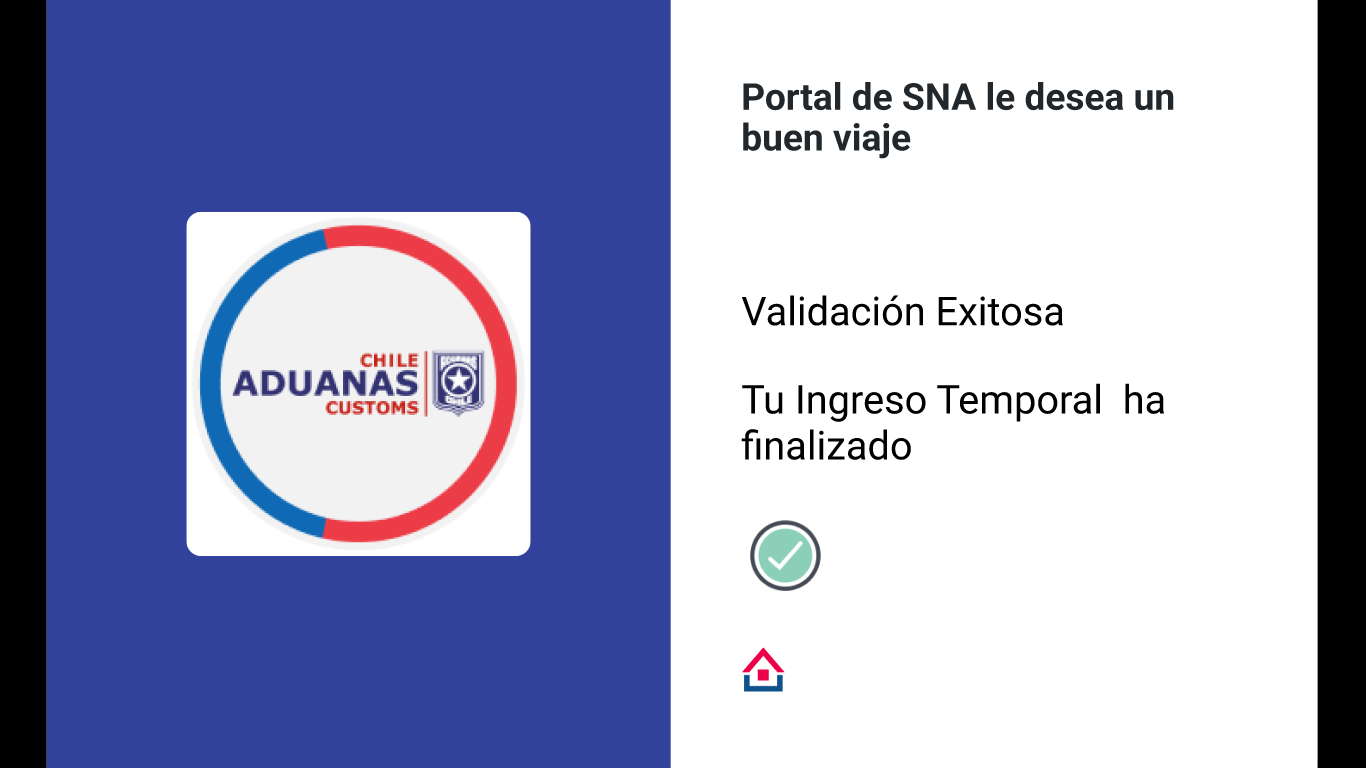 Portal de SNA le desea un
buen viaje
CHILE
ADUANAS
CUSTOMS
Validación Exitosa
Tu Ingreso Temporal  ha
finalizado